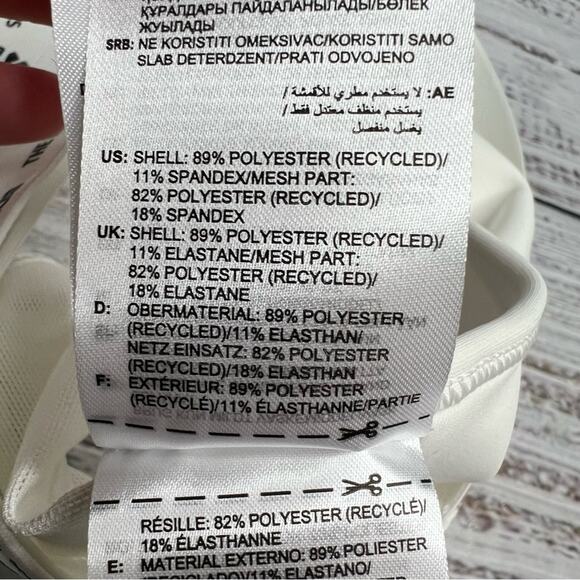 ҚҰРАЛДАРЫ ПАЙДАЛАНЫЛАДЫ/БӨЛЕК
ЖУЫЛАДЫ
SRB: NE KORISTITI OMEKSIVAC/KORISTITI SAMO
SLAB DETERDZENT/PRATI ODVOJENO
AE: لا يستخدم مطري للأقمشة /
يستخدم منظف معتدل فقط /
يغسل منفصل
US: SHELL: 89% POLYESTER (RECYCLED)/
11% SPANDEX/MESH PART:
82% POLYESTER (RECYCLED)/
18% SPANDEX
UK: SHELL: 89% POLYESTER (RECYCLED)/
11% ELASTANE/MESH PART:
82% POLYESTER (RECYCLED)/
18% ELASTANE
D: OBERMATERIAL: 89% POLYESTER
(RECYCLED)/11% ELASTHAN/
NETZ EINSATZ: 82% POLYESTER
(RECYCLED)/18% ELASTHAN
F: EXTÉRIEUR: 89% POLYESTER
(RECYCLÉ)/11% ÉLASTHANNE/PARTIE
RÉSILLE: 82% POLYESTER (RECYCLÉ)/
18% ÉLASTHANNE
E: MATERIAL EXTERNO: 89% POLIESTER
(RECICLADO)/11% ELASTANO/
THE